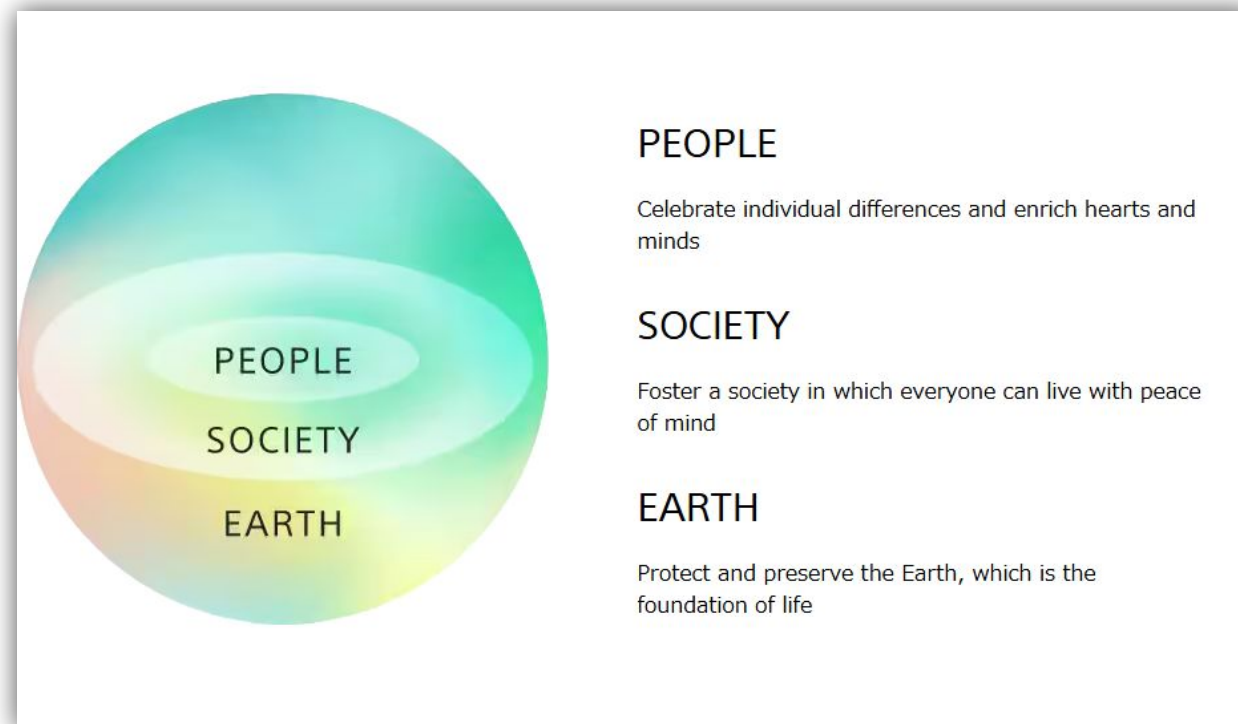 PEOPLE
SOCIETY
EARTH
PEOPLE
Celebrate individual differences and enrich hearts and
minds
SOCIETY
Foster a society in which everyone can live with peace
of mind
EARTH
Protect and preserve the Earth, which is the
foundation of life